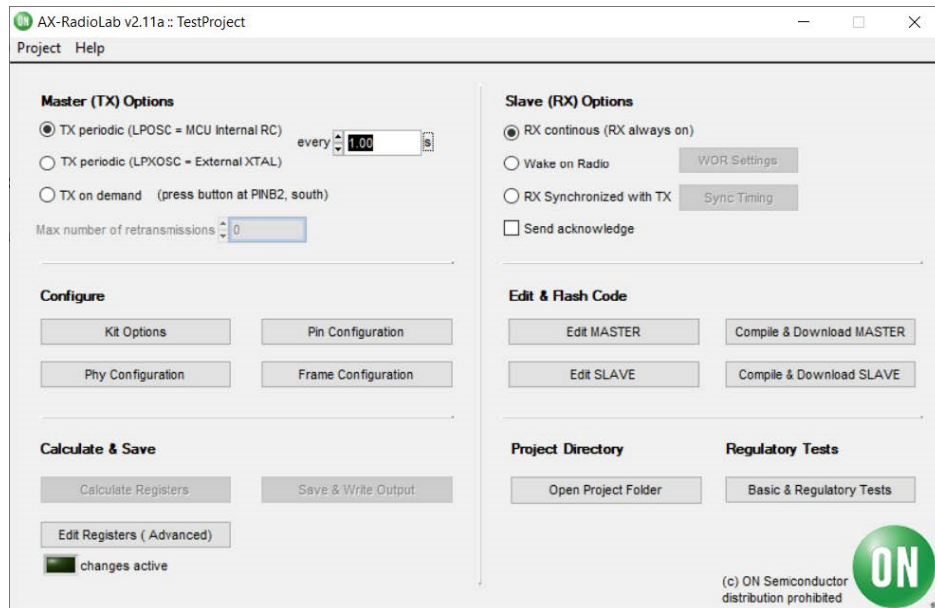 ON AX-RadioLab v2.11a :: TestProject
Project Help
Master (TX) Options
TX periodic (LPOSC = MCU Internal RC)
every 1.00 s
TX periodic (LPXOSC = External XTAL)
TX on demand (press button at PINB2, south)
Max number of retransmissions 0
Slave (RX) Options
RX continous (RX always on)
Wake on Radio WOR Settings
RX Synchronized with TX Sync Timing
Send acknowledge
Configure
Kit Options Pin Configuration
Phy Configuration Frame Configuration
Edit & Flash Code
Edit MASTER Compile & Download MASTER
Edit SLAVE Compile & Download SLAVE
Calculate & Save
Calculate Registers Save & Write Output
Edit Registers ( Advanced)
changes active
Project Directory
Open Project Folder
Regulatory Tests
Basic & Regulatory Tests
(c) ON Semiconductor
distribution prohibited
ON